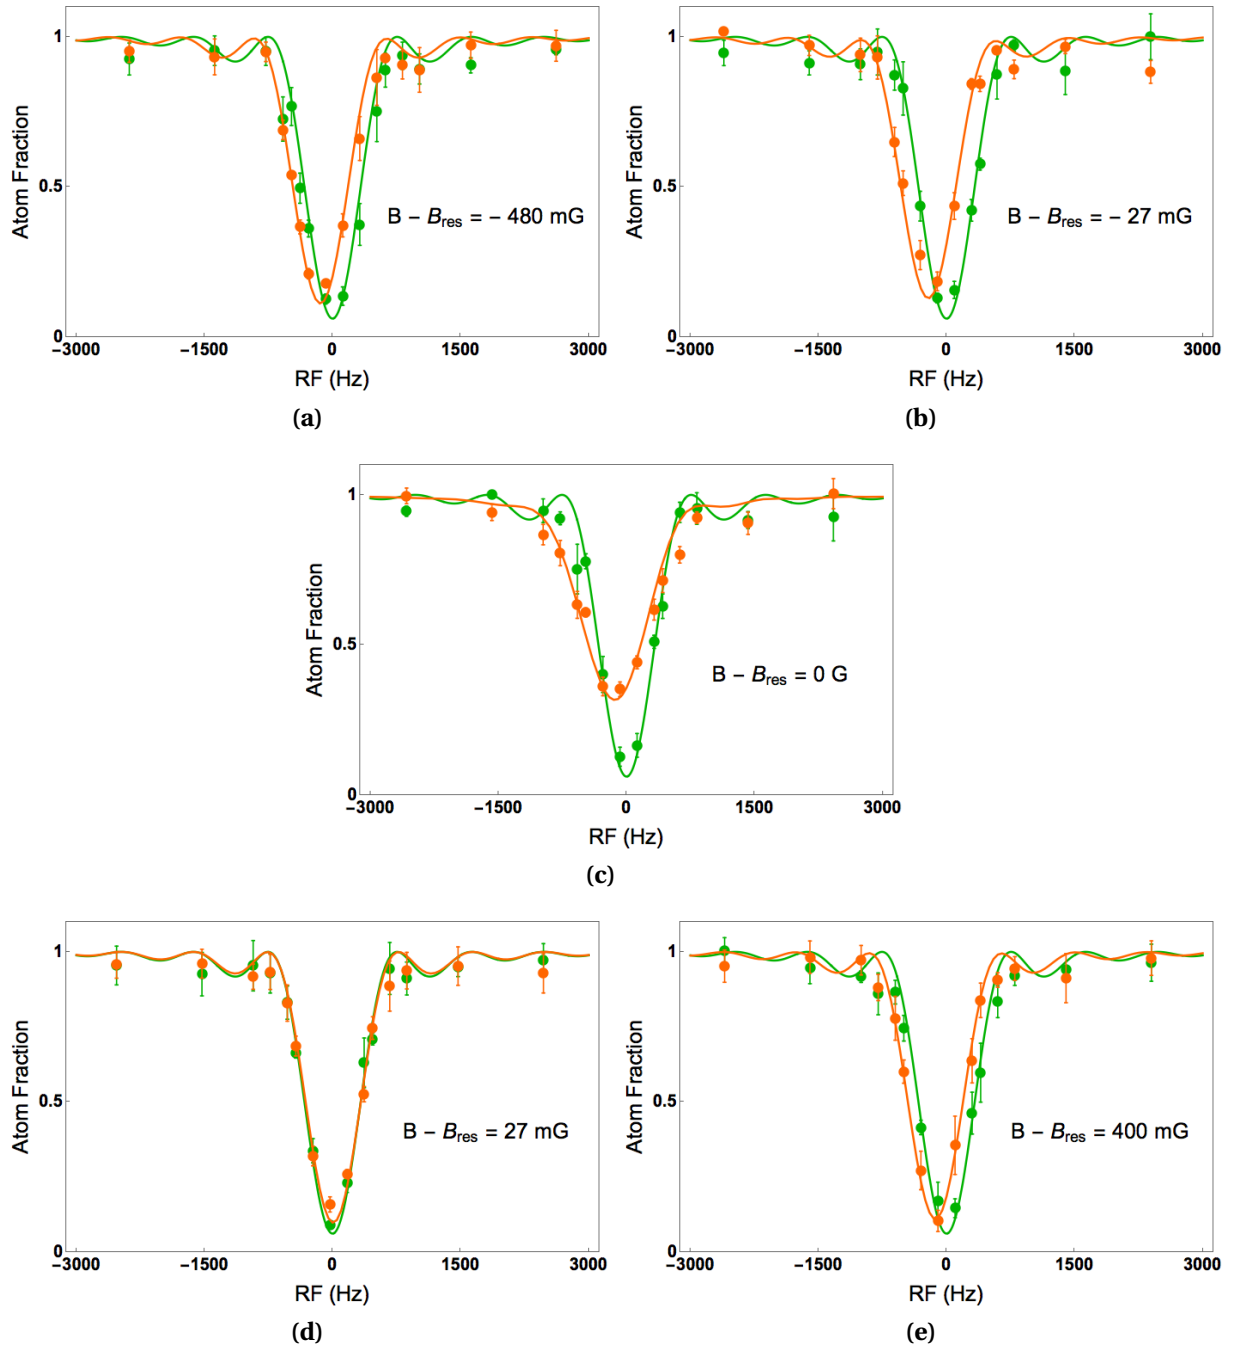 1
Atom Fraction
0.5
B – Bres = – 480 mG
0
−3000 −1500 0 1500 3000
RF (Hz)
(a)
1
Atom Fraction
0.5
B – Bres = – 27 mG
0
−3000 −1500 0 1500 3000
RF (Hz)
(b)
1
Atom Fraction
0.5
B – Bres = 0 G
0
−3000 −1500 0 1500 3000
RF (Hz)
(c)
1
Atom Fraction
0.5
B – Bres = 27 mG
0
−3000 −1500 0 1500 3000
RF (Hz)
(d)
1
Atom Fraction
0.5
B – Bres = 400 mG
0
−3000 −1500 0 1500 3000
RF (Hz)
(e)